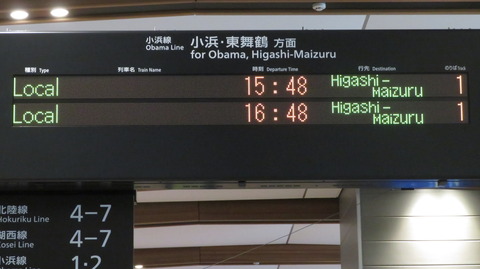 小浜線 小浜・東舞鶴 方面
Obama Line for Obama, Higashi-Maizuru
種別 Type 列車名 Train Name 時刻 Departure Time 行先 Destination のりば Track
Local 15:48 Higashi-Maizuru 1
Local 16:48 Higashi-Maizuru 1
北陸線 4-7
Hokuriku Line
湖西線 4-7
Kosei Line
小浜線 1·2